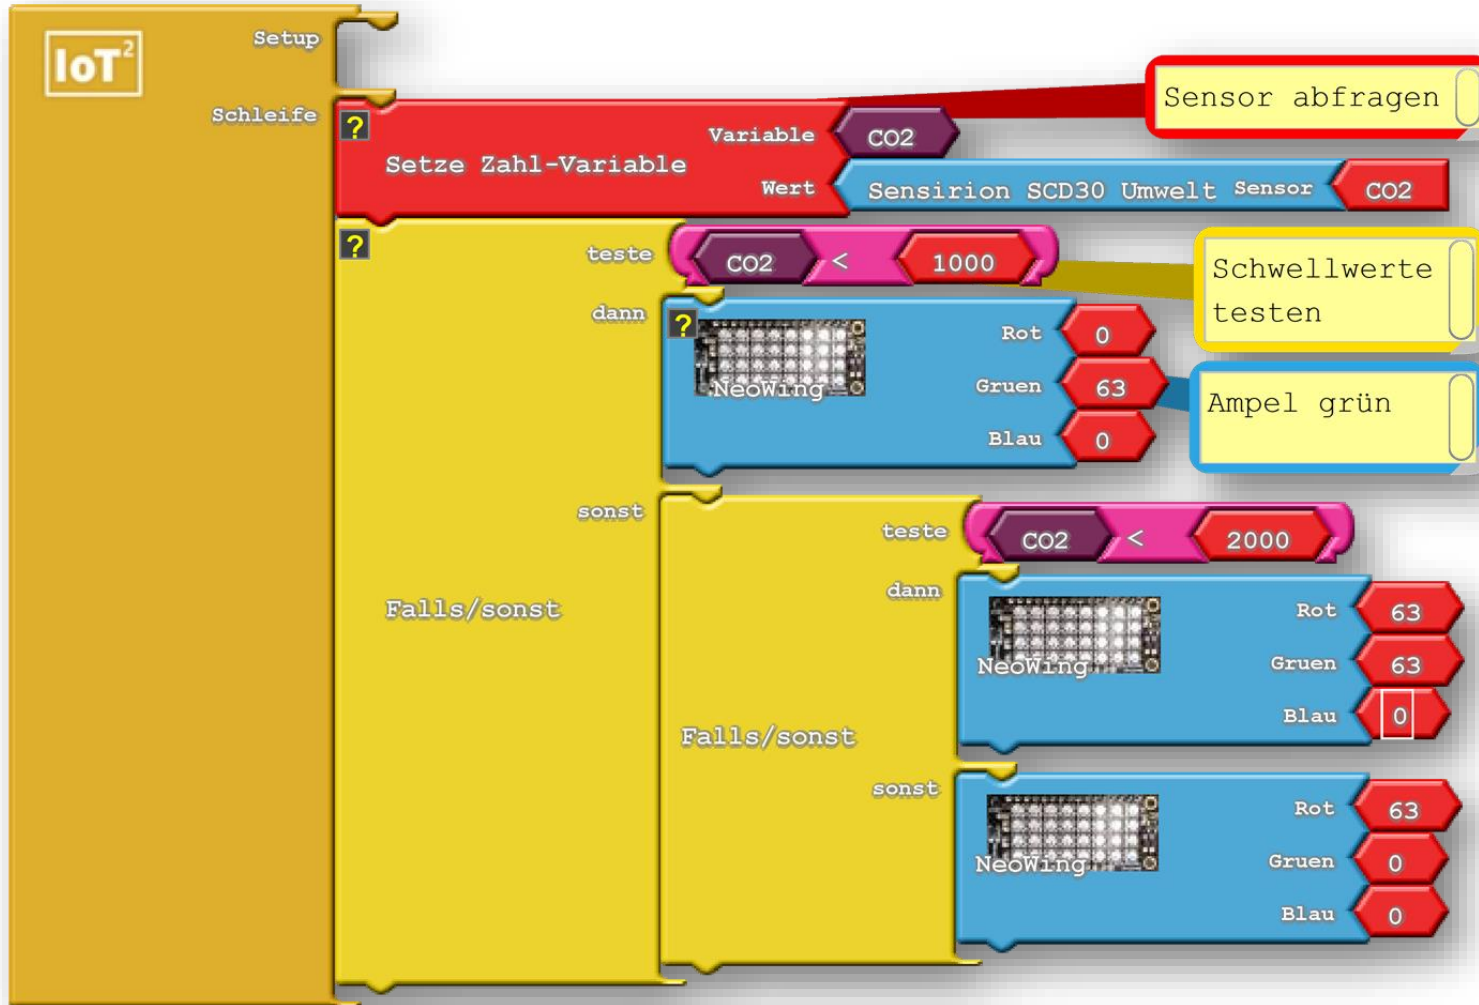 IoT²
Setup
Schleife
?
Setze Zahl-Variable
Variable
CO2
Wert
Sensirion SCD30 Umwelt Sensor
CO2
Sensor abfragen
?
Falls/sonst
teste
CO2 < 1000
Schwellwerte
testen
dann
?
NeoWing
Rot 0
Gruen 63
Blau 0
Ampel grün
sonst
Falls/sonst
teste
CO2 < 2000
dann
NeoWing
Rot 63
Gruen 63
Blau 0
sonst
NeoWing
Rot 63
Gruen 0
Blau 0